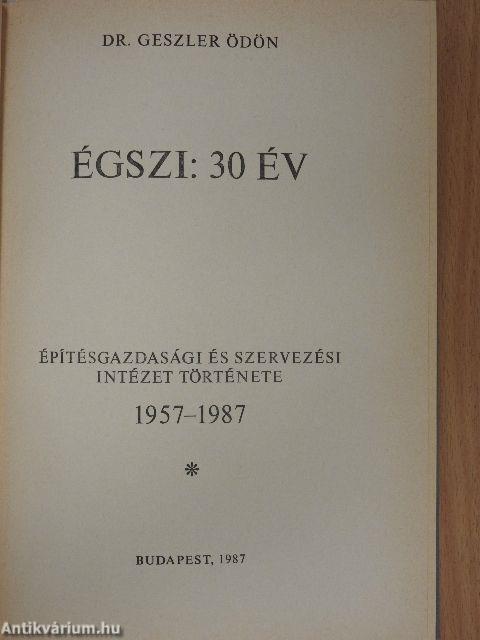 DR. GESZLER ÖDÖN
ÉGSZI: 30 ÉV
ÉPÍTÉSGAZDASÁGI ÉS SZERVEZÉSI
INTÉZET TÖRTÉNETE
1957–1987
*
BUDAPEST, 1987
Antikvárium.hu